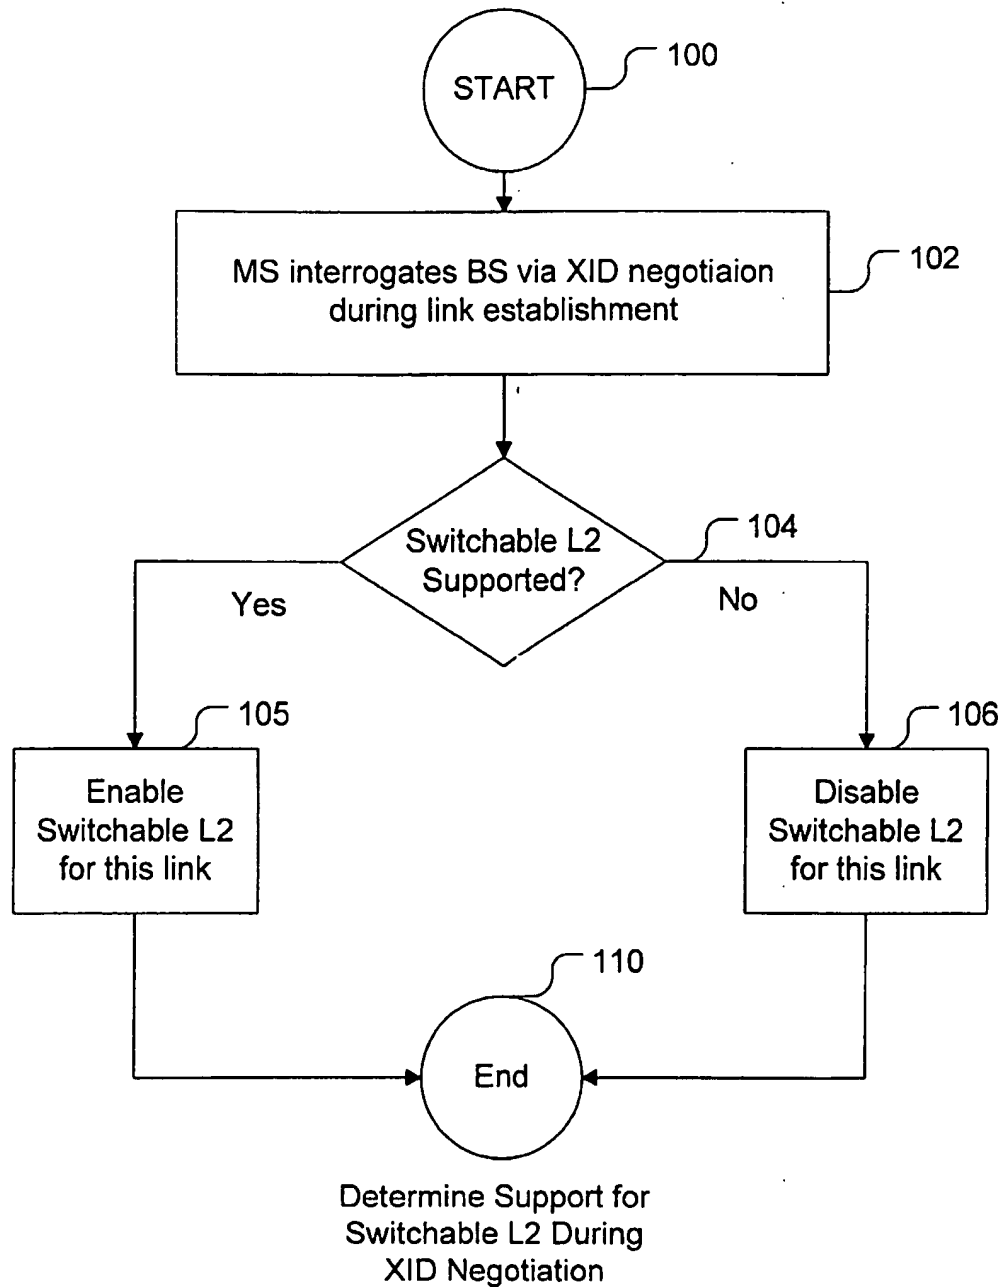 START
100
MS interrogates BS via XID negotiaion
during link establishment
102
Switchable L2
Supported?
104
Yes
No
105
106
Enable
Switchable L2
for this link
Disable
Switchable L2
for this link
110
End
Determine Support for
Switchable L2 During
XID Negotiation